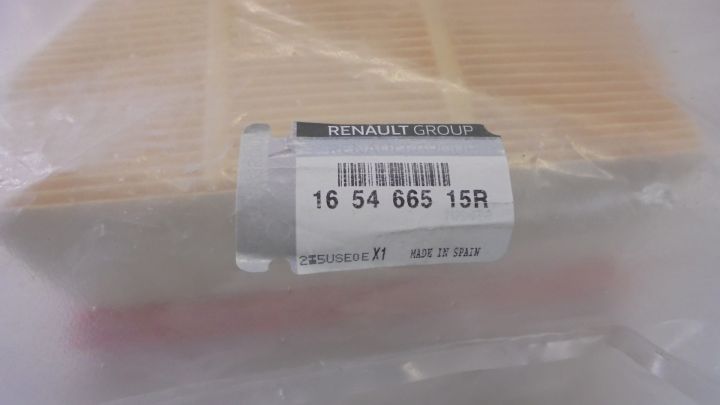 RENAULT GROUP
16 54 665 15R
X1 MADE IN SPAIN